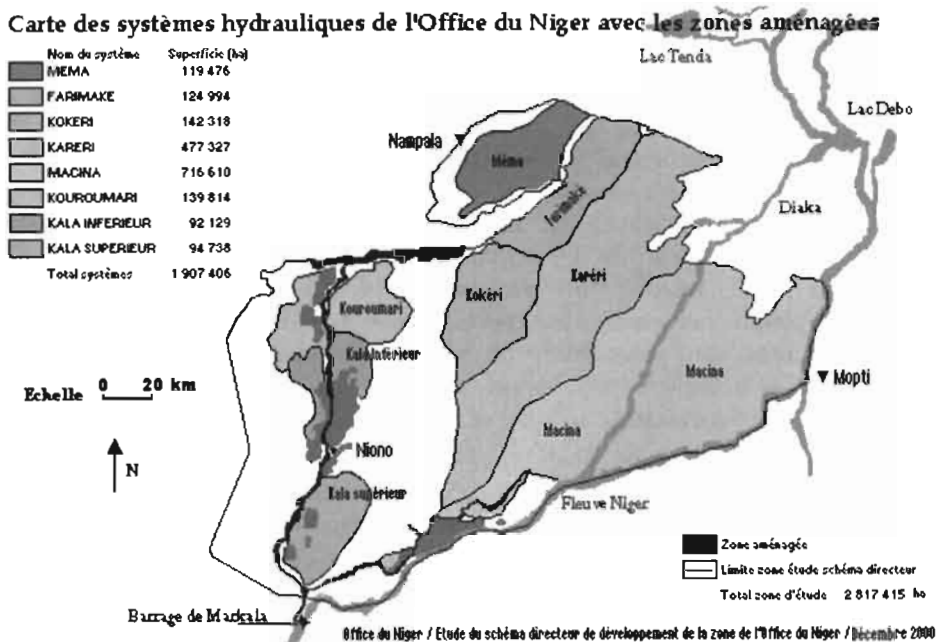 Carte des systèmes hydrauliques de l'Office du Niger avec les zones aménagées
Nom du système Superficie (ha)
MEMA 119 476
FARIMAKE 124 994
KOKERI 142 318
KARERI 477 327
MACINA 716 610
KOUROUMARI 139 814
KALA INFERIEUR 92 129
KALA SUPERIEUR 94 738
Total systèmes 1 907 406
Lac Tenda
Lac Debo
Nampala
Méma
Farimaké
Diaka
Kokéri
Karéri
Kouroumari
Kala Inférieur
Echelle 0 20 km
Macina
Mopti
Macina
N
Niono
Kala supérieur
Fleuve Niger
Zone aménagée
Limite zone étude schéma directeur
Total zone d'étude 2 817 415 ha
Barrage de Markala
Office du Niger / Etude du schéma directeur de développement de la zone de l'Office du Niger / Décembre 2000